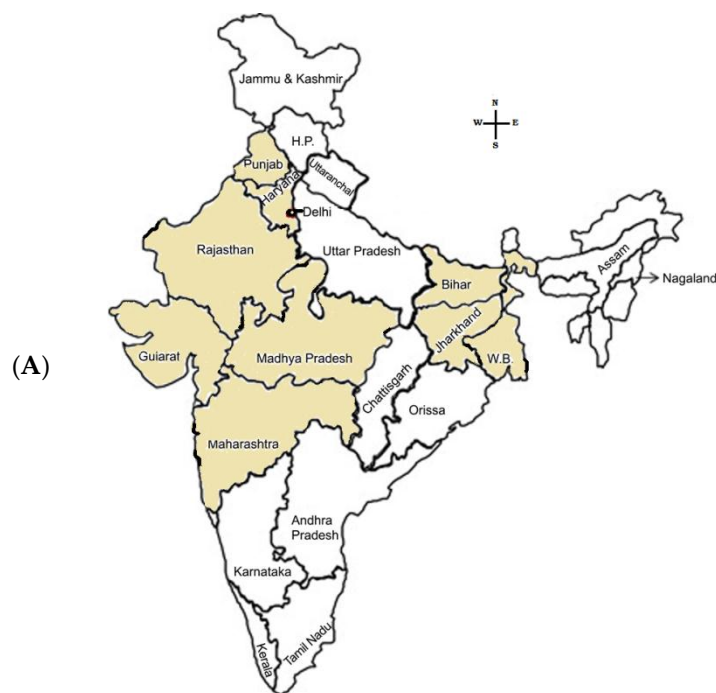 Jammu & Kashmir
N
W E
S
H.P.
Punjab
Uttaranchal
Haryana
Delhi
Rajasthan
Uttar Pradesh
Assam
Nagaland
Bihar
Jharkhand
Gujarat
Madhya Pradesh
W.B.
(A)
Chattisgarh
Orissa
Maharashtra
Andhra
Pradesh
Karnataka
Kerala
Tamil Nadu